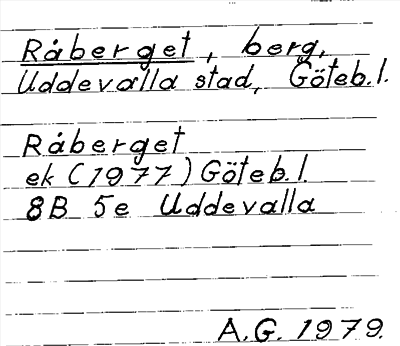 Råberget, berg,
Uddevalla stad, Göteb.l.
Råberget
ek (1977) Göteb.l.
8B 5e Uddevalla
A.G. 1979.